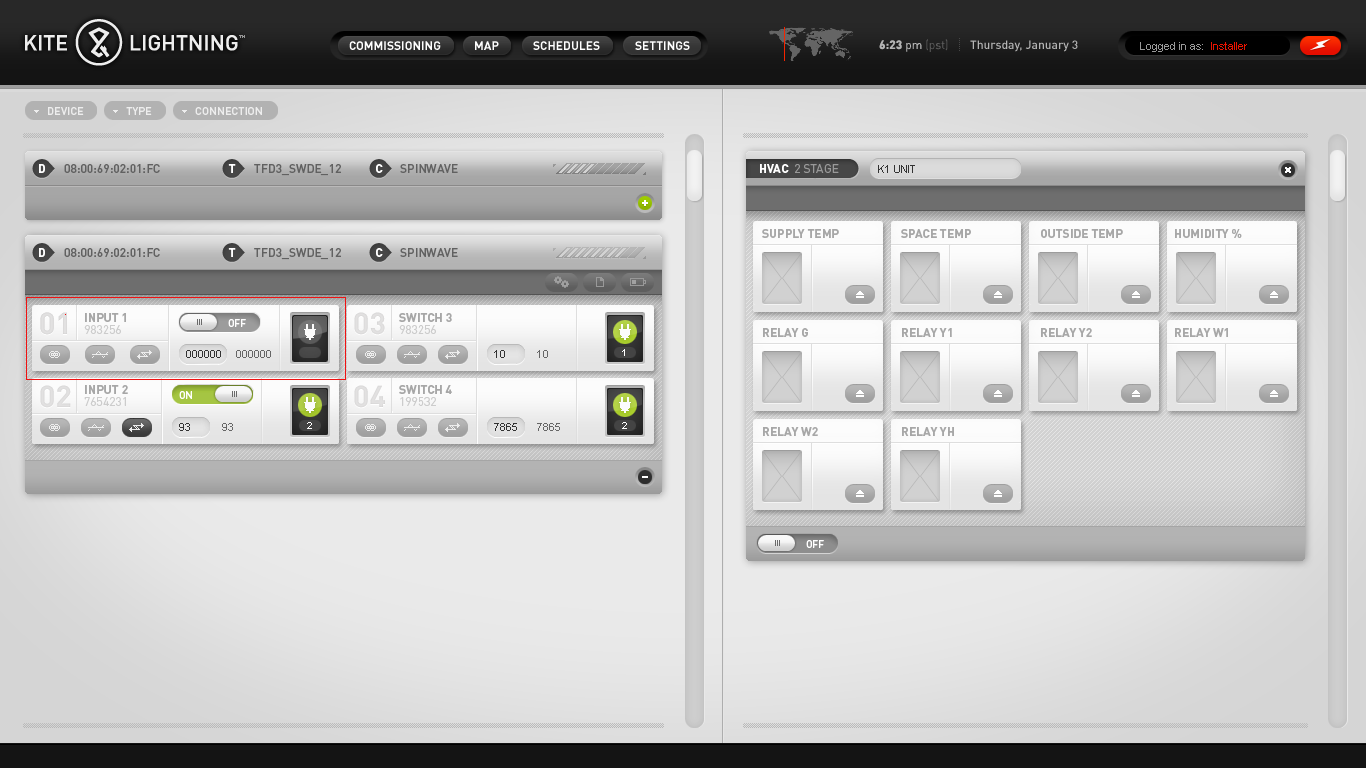 KITE LIGHTNING™
COMMISSIONING MAP SCHEDULES SETTINGS
6:23 pm (pst) Thursday, January 3
Logged in as: Installer
DEVICE TYPE CONNECTION
D 08:00:69:02:01:FC T TFD3_SWDE_12 C SPINWAVE
D 08:00:69:02:01:FC T TFD3_SWDE_12 C SPINWAVE
01 INPUT 1
983256
OFF
000000 000000
03 SWITCH 3
983256
10 10
1
02 INPUT 2
7654231
ON
93 93
2
04 SWITCH 4
199532
7865 7865
2
HVAC 2 STAGE K1 UNIT
SUPPLY TEMP SPACE TEMP OUTSIDE TEMP HUMIDITY %
RELAY G RELAY Y1 RELAY Y2 RELAY W1
RELAY W2 RELAY YH
OFF